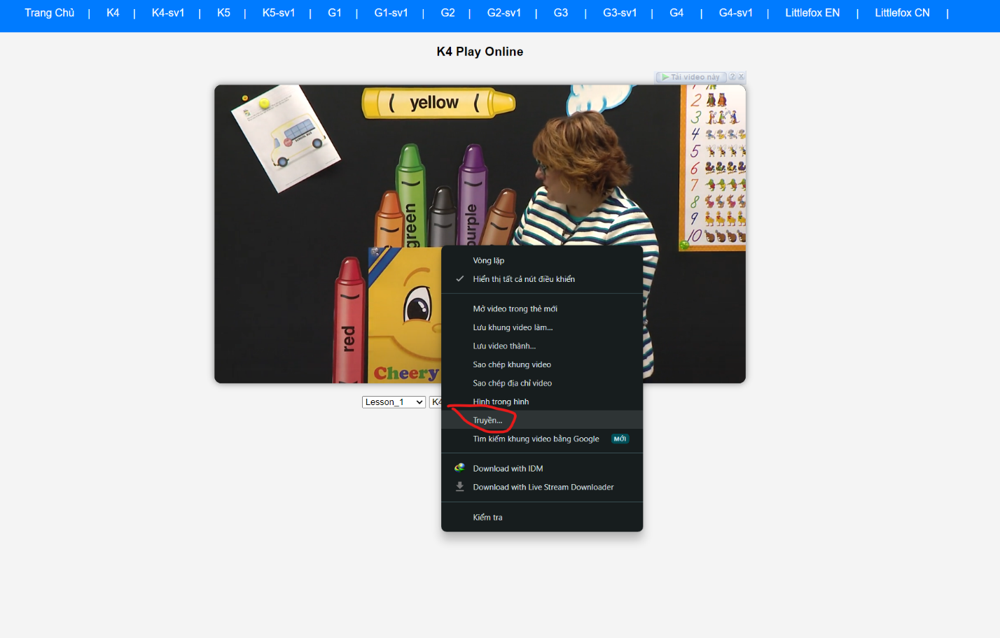 Trang Chủ | K4 | K4-sv1 | K5 | K5-sv1 | G1 | G1-sv1 | G2 | G2-sv1 | G3 | G3-sv1 | G4 | G4-sv1 | Littlefox EN | Littlefox CN |
K4 Play Online
Tải video này ? X
yellow
SCHOOL BUS
green
purple
red
Cheery
1
2
3
4
5
6
7
8
9
10
Lesson_1 K4
Vòng lặp
Hiển thị tất cả nút điều khiển
Mở video trong thẻ mới
Lưu khung video làm...
Lưu video thành...
Sao chép khung video
Sao chép địa chỉ video
Hình trong hình
Truyền...
Tìm kiếm khung video bằng Google MỚI
Download with IDM
Download with Live Stream Downloader
Kiểm tra